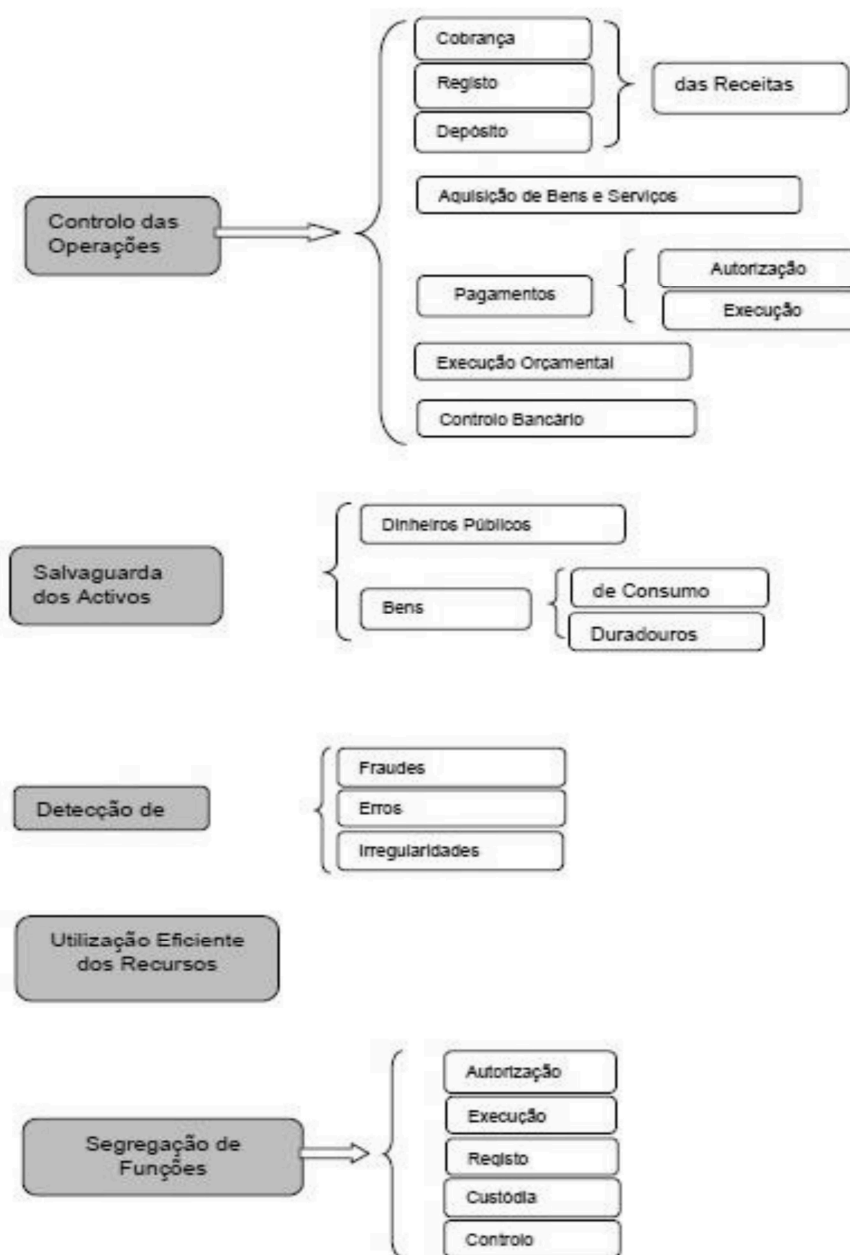 Cobrança
Registo
das Receitas
Depósito
Controlo das
Operações
Aquisição de Bens e Serviços
Pagamentos
Autorização
Execução
Execução Orçamental
Controlo Bancário
Salvaguarda
dos Activos
Dinheiros Públicos
Bens
de Consumo
Duradouros
Detecção de
Fraudes
Erros
Irregularidades
Utilização Eficiente
dos Recursos
Segregação de
Funções
Autorização
Execução
Registo
Custódia
Controlo